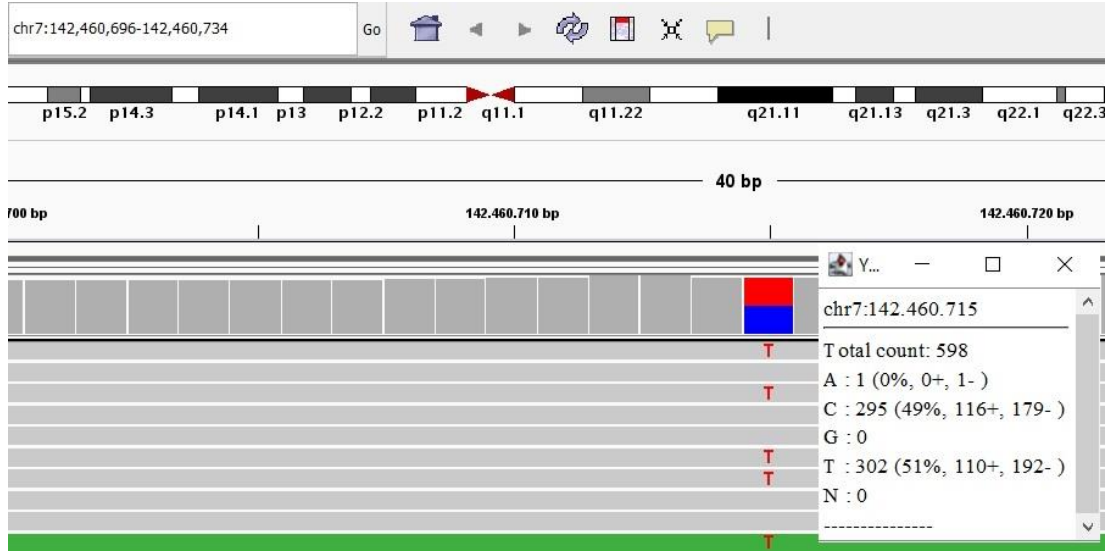 chr7:142,460,696-142,460,734 Go
p15.2 p14.3 p14.1 p13 p12.2 p11.2 q11.1 q11.22 q21.11 q21.13 q21.3 q22.1 q22.3
40 bp
700 bp 142.460.710 bp 142.460.720 bp
Y...
chr7:142.460.715
Total count: 598
A : 1 (0%, 0+, 1- )
C : 295 (49%, 116+, 179- )
G : 0
T : 302 (51%, 110+, 192- )
N : 0
---------------
T
T
T
T
T